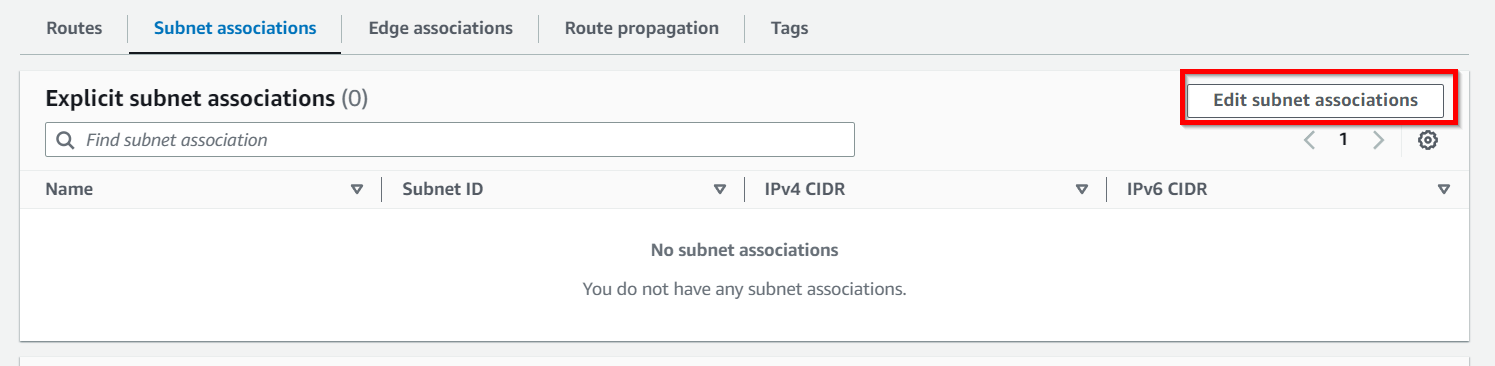 Routes Subnet associations Edge associations Route propagation Tags
Explicit subnet associations (0)
Edit subnet associations
Find subnet association
1
Name Subnet ID IPv4 CIDR IPv6 CIDR
No subnet associations
You do not have any subnet associations.